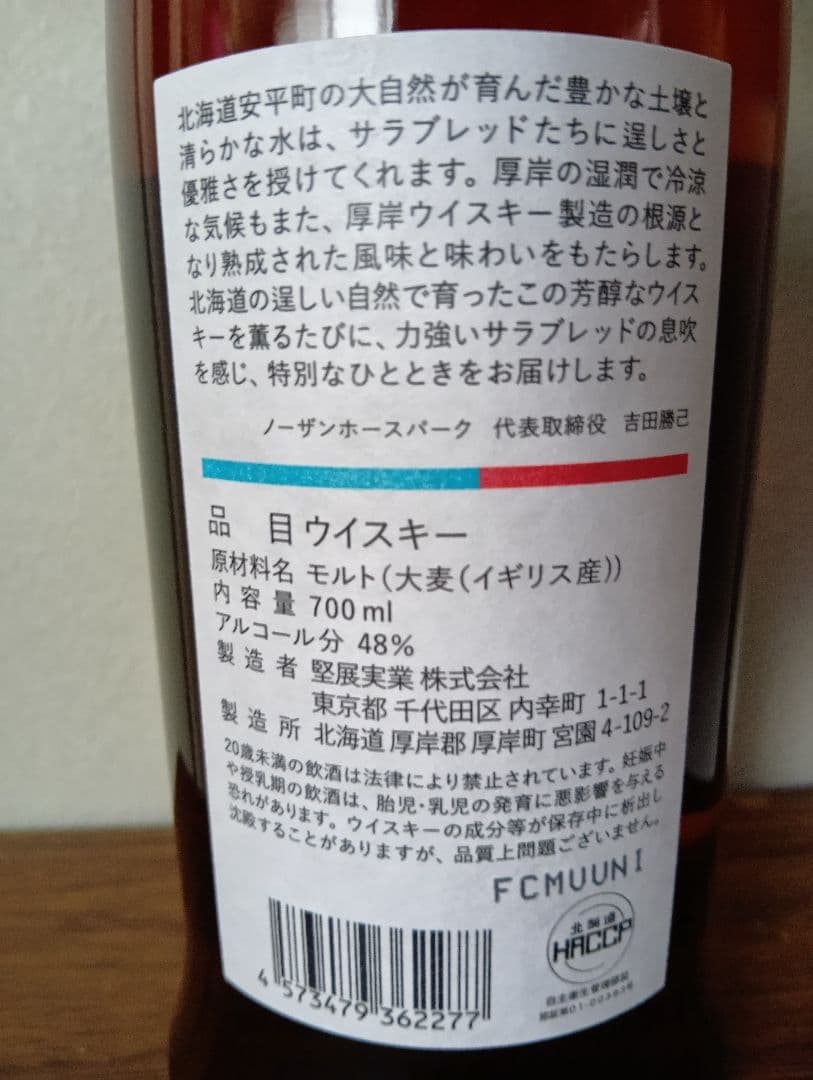 北海道安平町の大自然が育んだ豊かな土壌と
清らかな水は、サラブレッドたちに逞しさと
優雅さを授けてくれます。厚岸の湿潤で冷涼
な気候もまた、厚岸ウイスキー製造の根源と
なり熟成された風味と味わいをもたらします。
北海道の逞しい自然で育ったこの芳醇なウイス
キーを薫るたびに、力強いサラブレッドの息吹
を感じ、特別なひとときをお届けします。
ノーザンホースパーク 代表取締役 吉田勝己
品 目 ウイスキー
原材料名 モルト(大麦(イギリス産))
内容量 700ml
アルコール分 48%
製造者 堅展実業 株式会社
東京都 千代田区 内幸町 1-1-1
製造所 北海道 厚岸郡 厚岸町 宮園 4-109-2
20歳未満の飲酒は法律により禁止されています。妊娠中
や授乳期の飲酒は、胎児・乳児の発育に悪影響を与える
恐れがあります。ウイスキーの成分等が保存中に析出し
沈殿することがありますが、品質上問題ございません。
FCMUUNI
北海道
HACCP
自主衛生管理認証
4 573479 362277